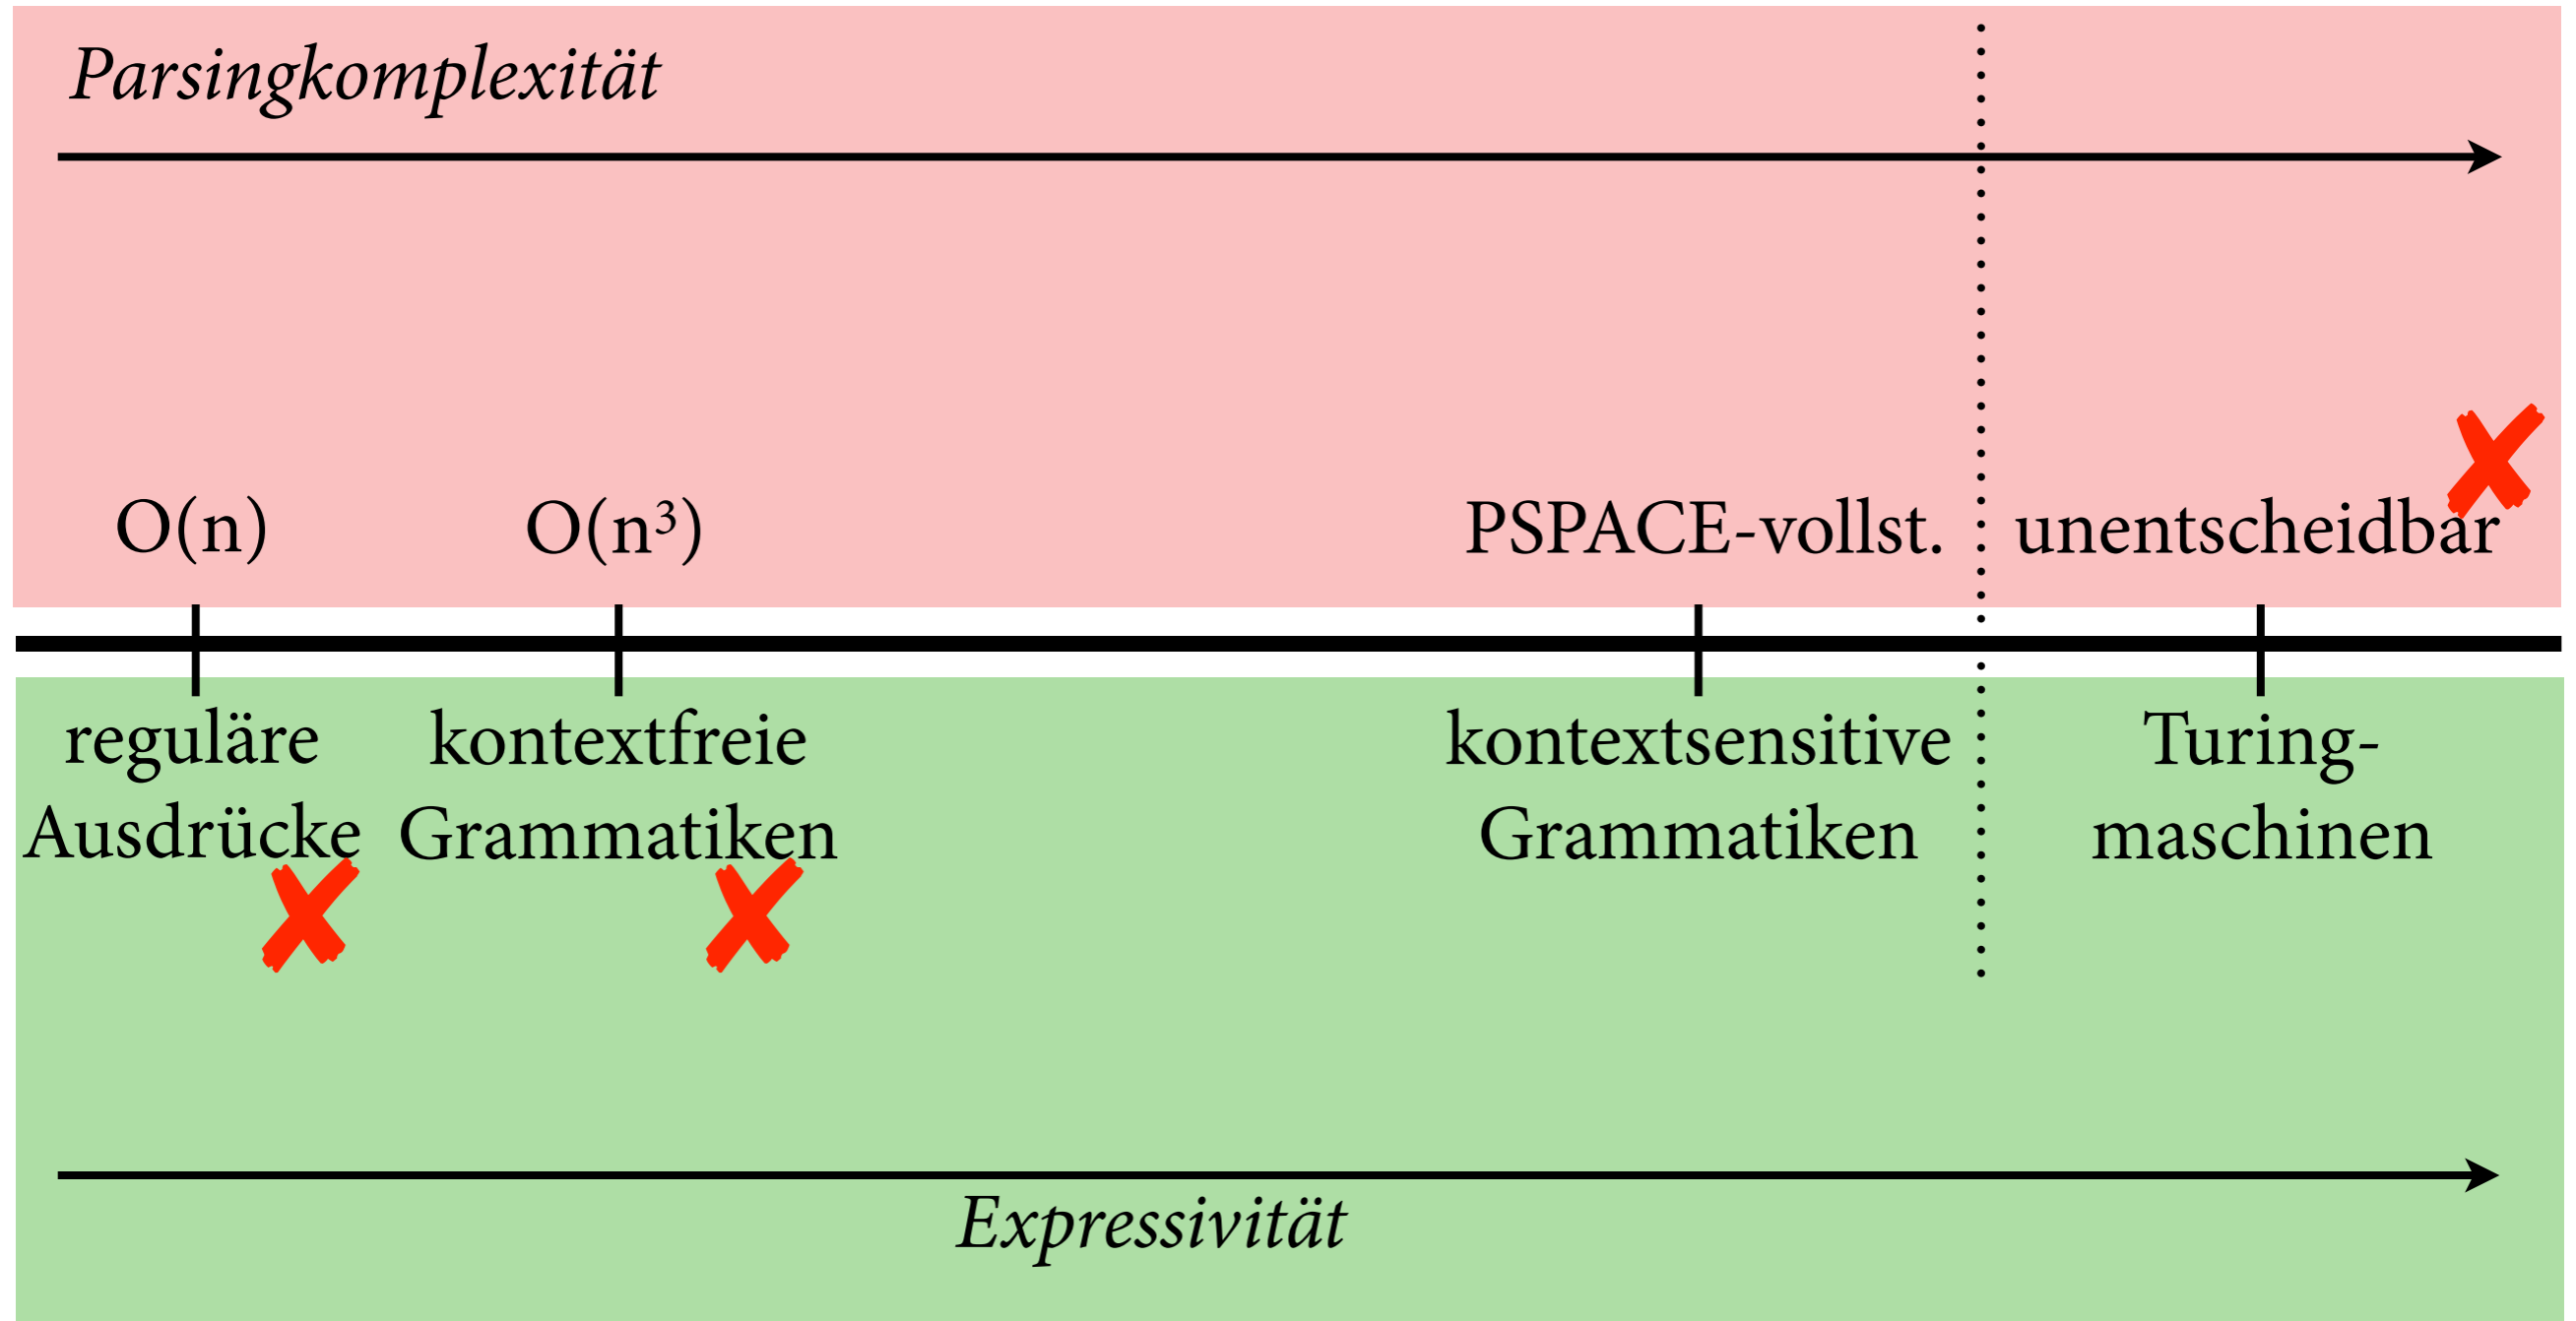 Parsingkomplexität
O(n) O(n³) PSPACE-vollst. unentscheidbar
reguläre kontextfreie kontextsensitive Turing-
Ausdrücke Grammatiken Grammatiken maschinen
Expressivität